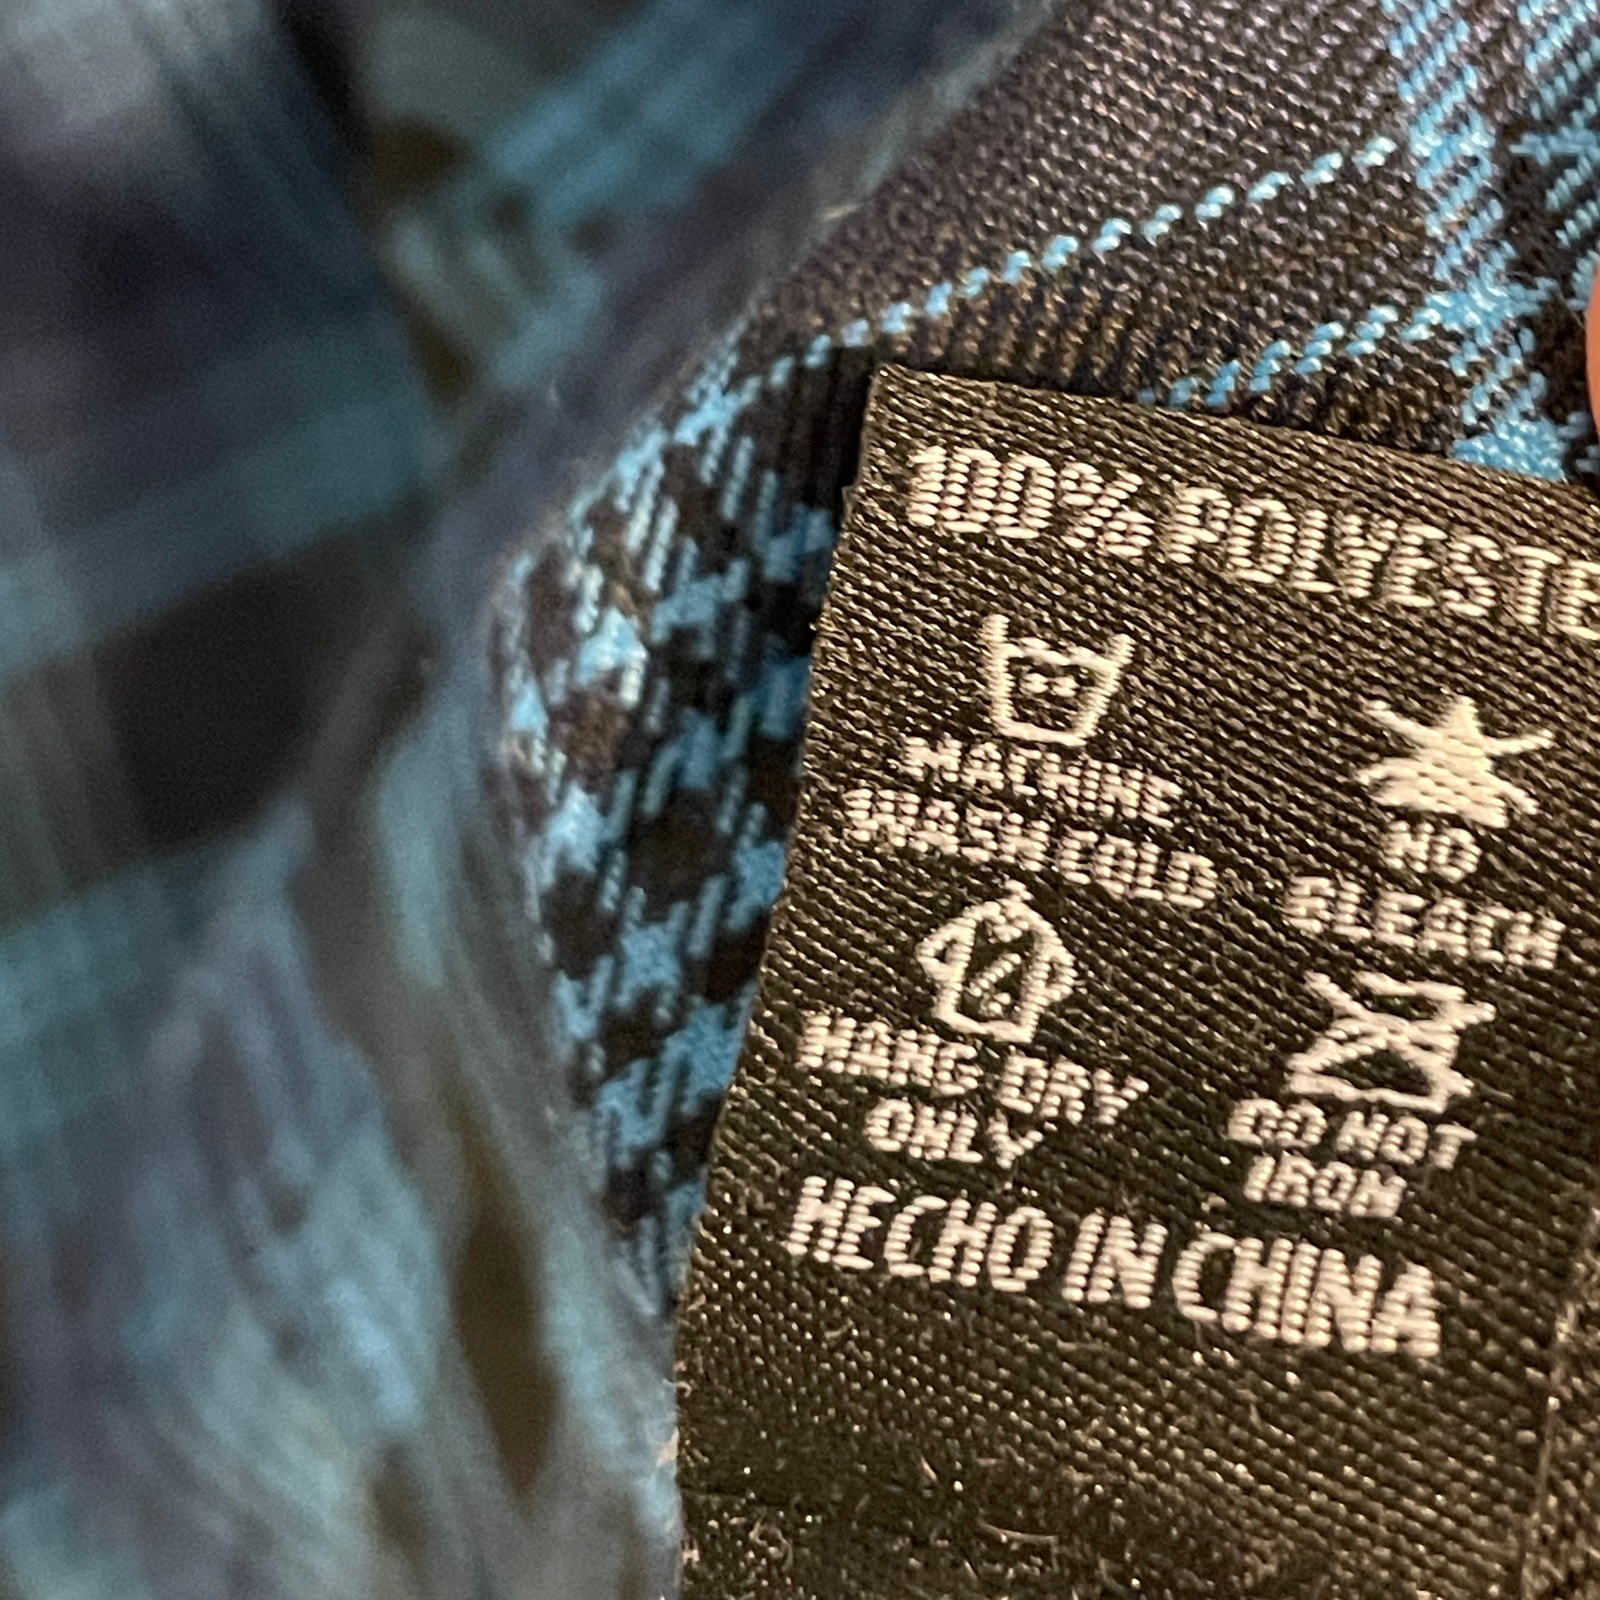 100% POLYESTE
MACHINE
WASH COLD
NO
BLEACH
HANG DRY
ONLY
DO NOT
IRON
HECHO IN CHINA